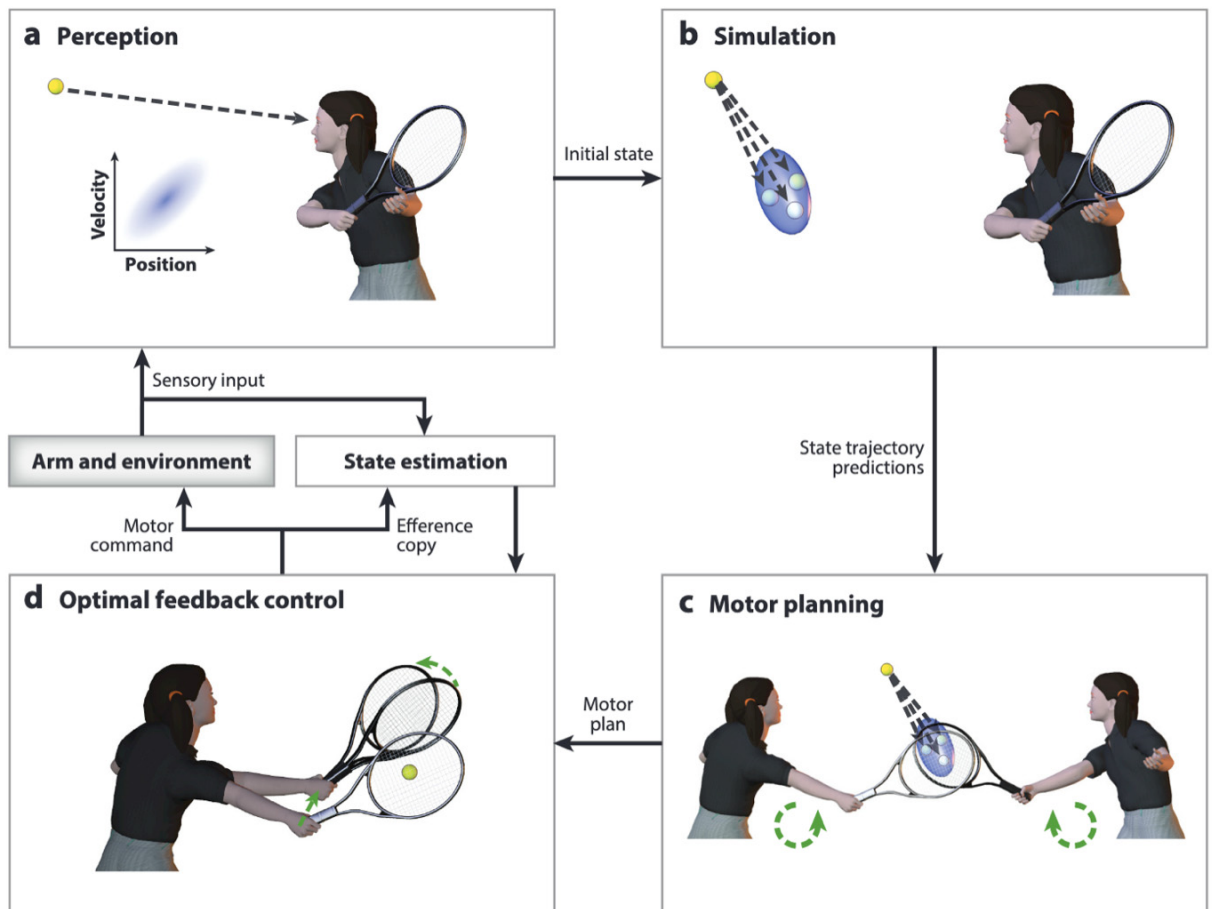 a Perception
Velocity
Position
Initial state
b Simulation
Sensory input
Arm and environment
State estimation
Motor
command
Efference
copy
State trajectory
predictions
d Optimal feedback control
Motor
plan
c Motor planning